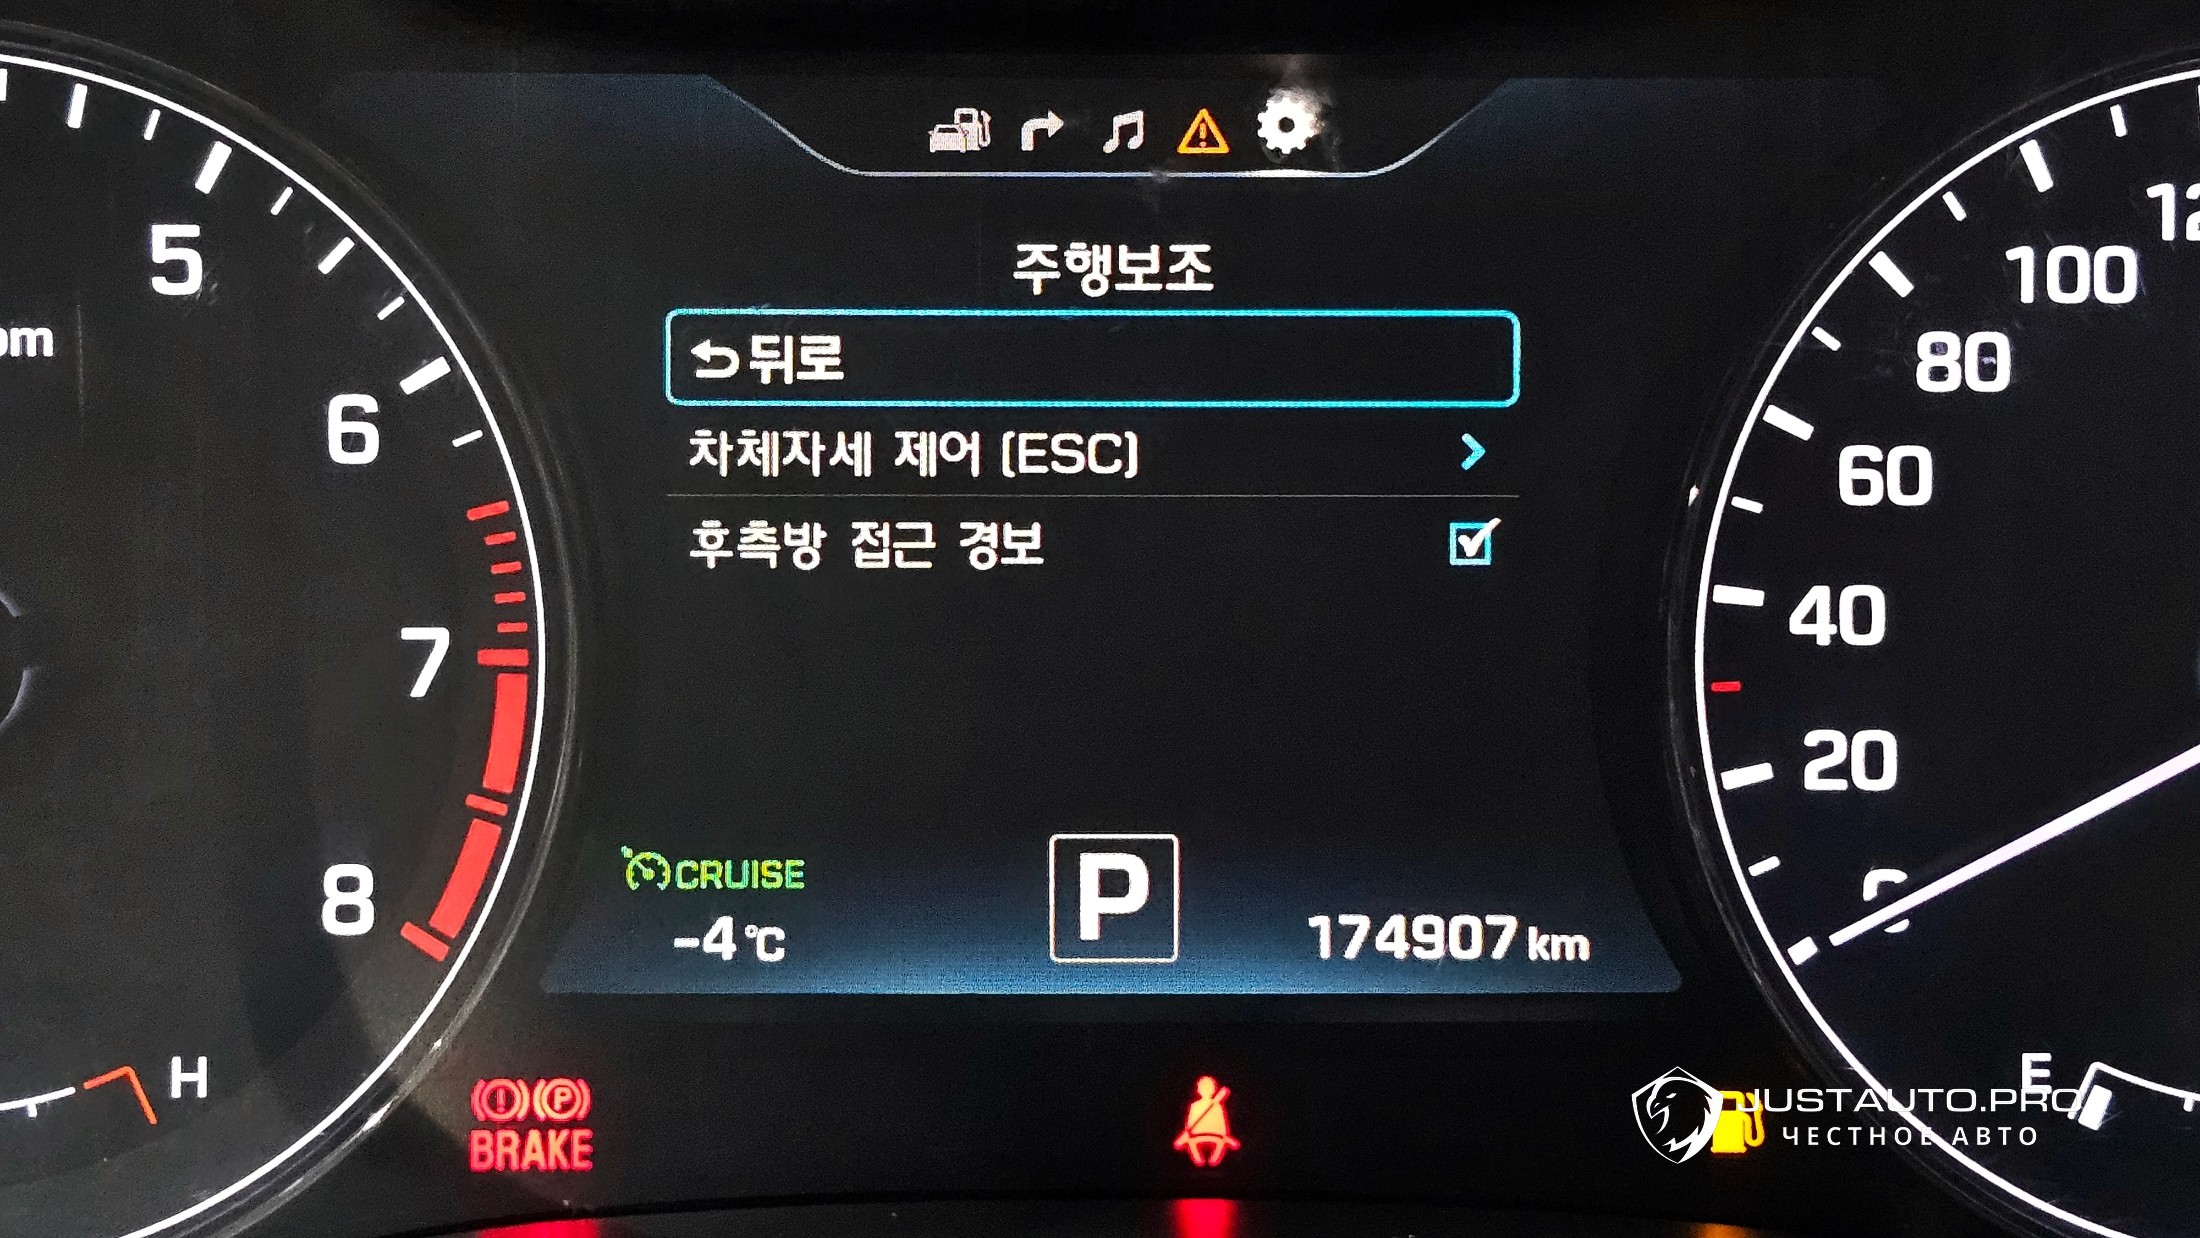 주행보조
뒤로
차체자세 제어 (ESC)
후측방 접근 경보
5
6
7
8
H
100
80
60
40
20
CRUISE
-4°C
P
174907 km
E
BRAKE
JUSTAUTO.PRO
ЧЕСТНОЕ АВТО